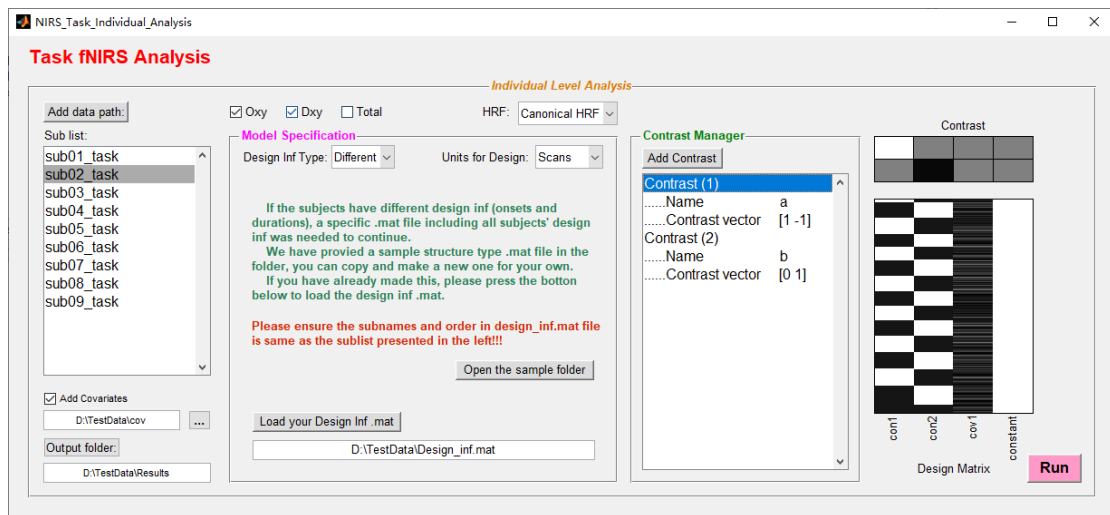 NIRS_Task_Individual_Analysis
Task fNIRS Analysis
Individual Level Analysis
Add data path:
Oxy
Dxy
Total
HRF:
Canonical HRF
Sub list:
sub01_task
sub02_task
sub03_task
sub04_task
sub05_task
sub06_task
sub07_task
sub08_task
sub09_task
Add Covariates
D:\TestData\cov
...
Output folder:
D:\TestData\Results
Model Specification
Design Inf Type:
Different
Units for Design:
Scans
If the subjects have different design inf (onsets and
durations), a specific .mat file including all subjects' design
inf was needed to continue.
We have provied a sample structure type .mat file in the
folder, you can copy and make a new one for your own.
If you have already made this, please press the botton
below to load the design inf .mat.
Please ensure the subnames and order in design_inf.mat file
is same as the sublist presented in the left!!!
Open the sample folder
Load your Design Inf .mat
D:\TestData\Design_inf.mat
Contrast Manager
Add Contrast
Contrast (1)
......Name a
......Contrast vector [1 -1]
Contrast (2)
......Name b
......Contrast vector [0 1]
Contrast
con1
con2
cov1
constant
Design Matrix
Run